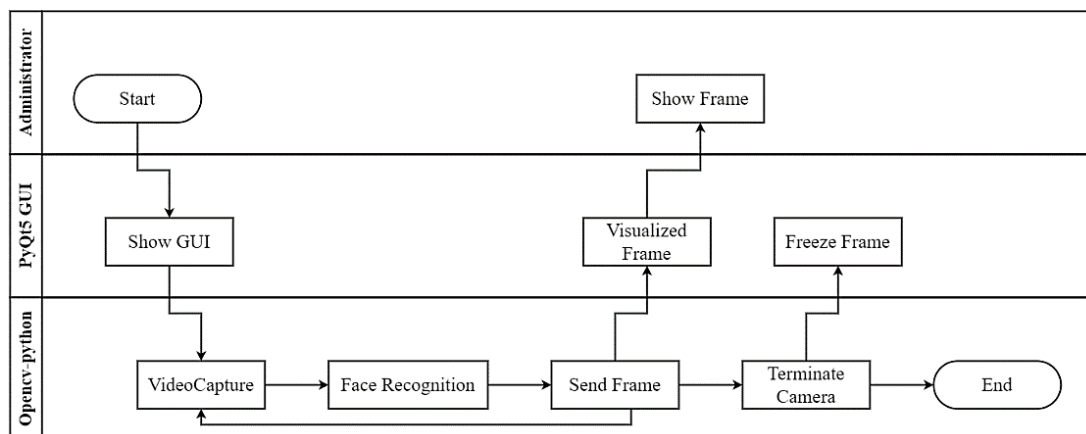 Administrator
Start
Show Frame
PyQt5 GUI
Show GUI
Visualized
Frame
Freeze Frame
Opencv-python
VideoCapture
Face Recognition
Send Frame
Terminate
Camera
End